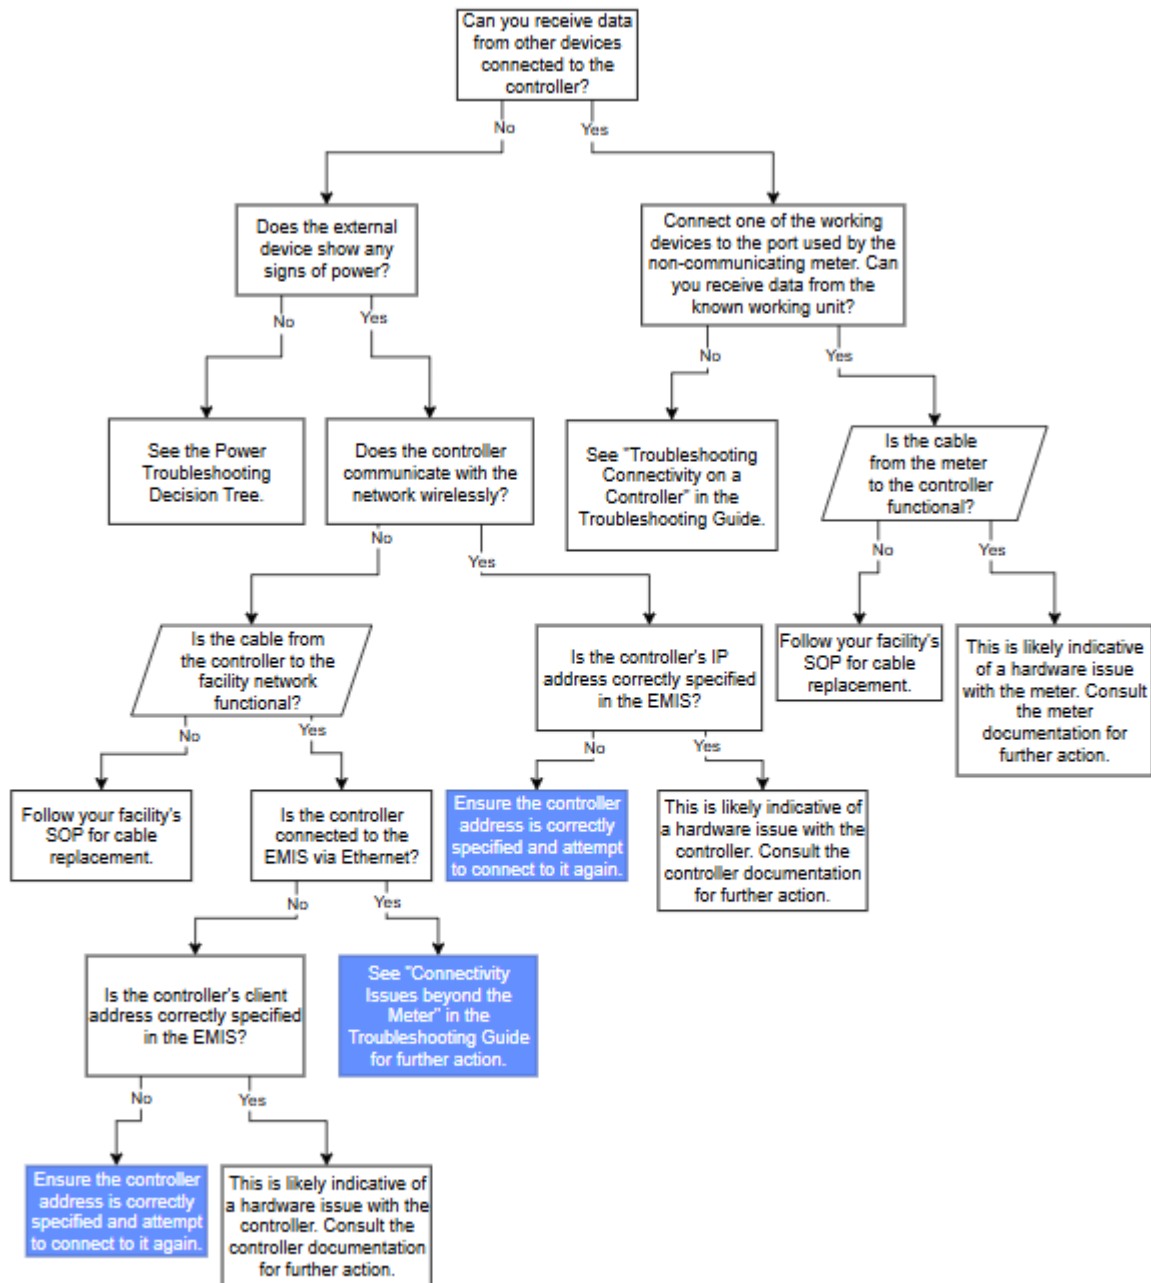 Can you receive data
from other devices
connected to the
controller?
No
Yes
Does the external
device show any
signs of power?
Connect one of the working
devices to the port used by the
non-communicating meter. Can
you receive data from the
known working unit?
No
Yes
No
Yes
See the Power
Troubleshooting
Decision Tree.
Does the controller
communicate with the
network wirelessly?
See "Troubleshooting
Connectivity on a
Controller" in the
Troubleshooting Guide.
Is the cable
from the meter
to the controller
functional?
No
Yes
No
Yes
Is the cable from
the controller to the
facility network
functional?
Is the controller's IP
address correctly specified
in the EMIS?
Follow your facility's
SOP for cable
replacement.
This is likely indicative
of a hardware issue
with the meter. Consult
the meter
documentation for
further action.
No
Yes
No
Yes
Follow your facility's
SOP for cable
replacement.
Is the controller
connected to the
EMIS via Ethernet?
Ensure the controller
address is correctly
specified and attempt
to connect to it again.
This is likely indicative of
a hardware issue with the
controller. Consult the
controller documentation
for further action.
No
Yes
Is the controller's client
address correctly specified
in the EMIS?
See "Connectivity
Issues beyond the
Meter" in the
Troubleshooting Guide
for further action.
No
Yes
Ensure the controller
address is correctly
specified and attempt
to connect to it again.
This is likely indicative of
a hardware issue with the
controller. Consult the
controller documentation
for further action.